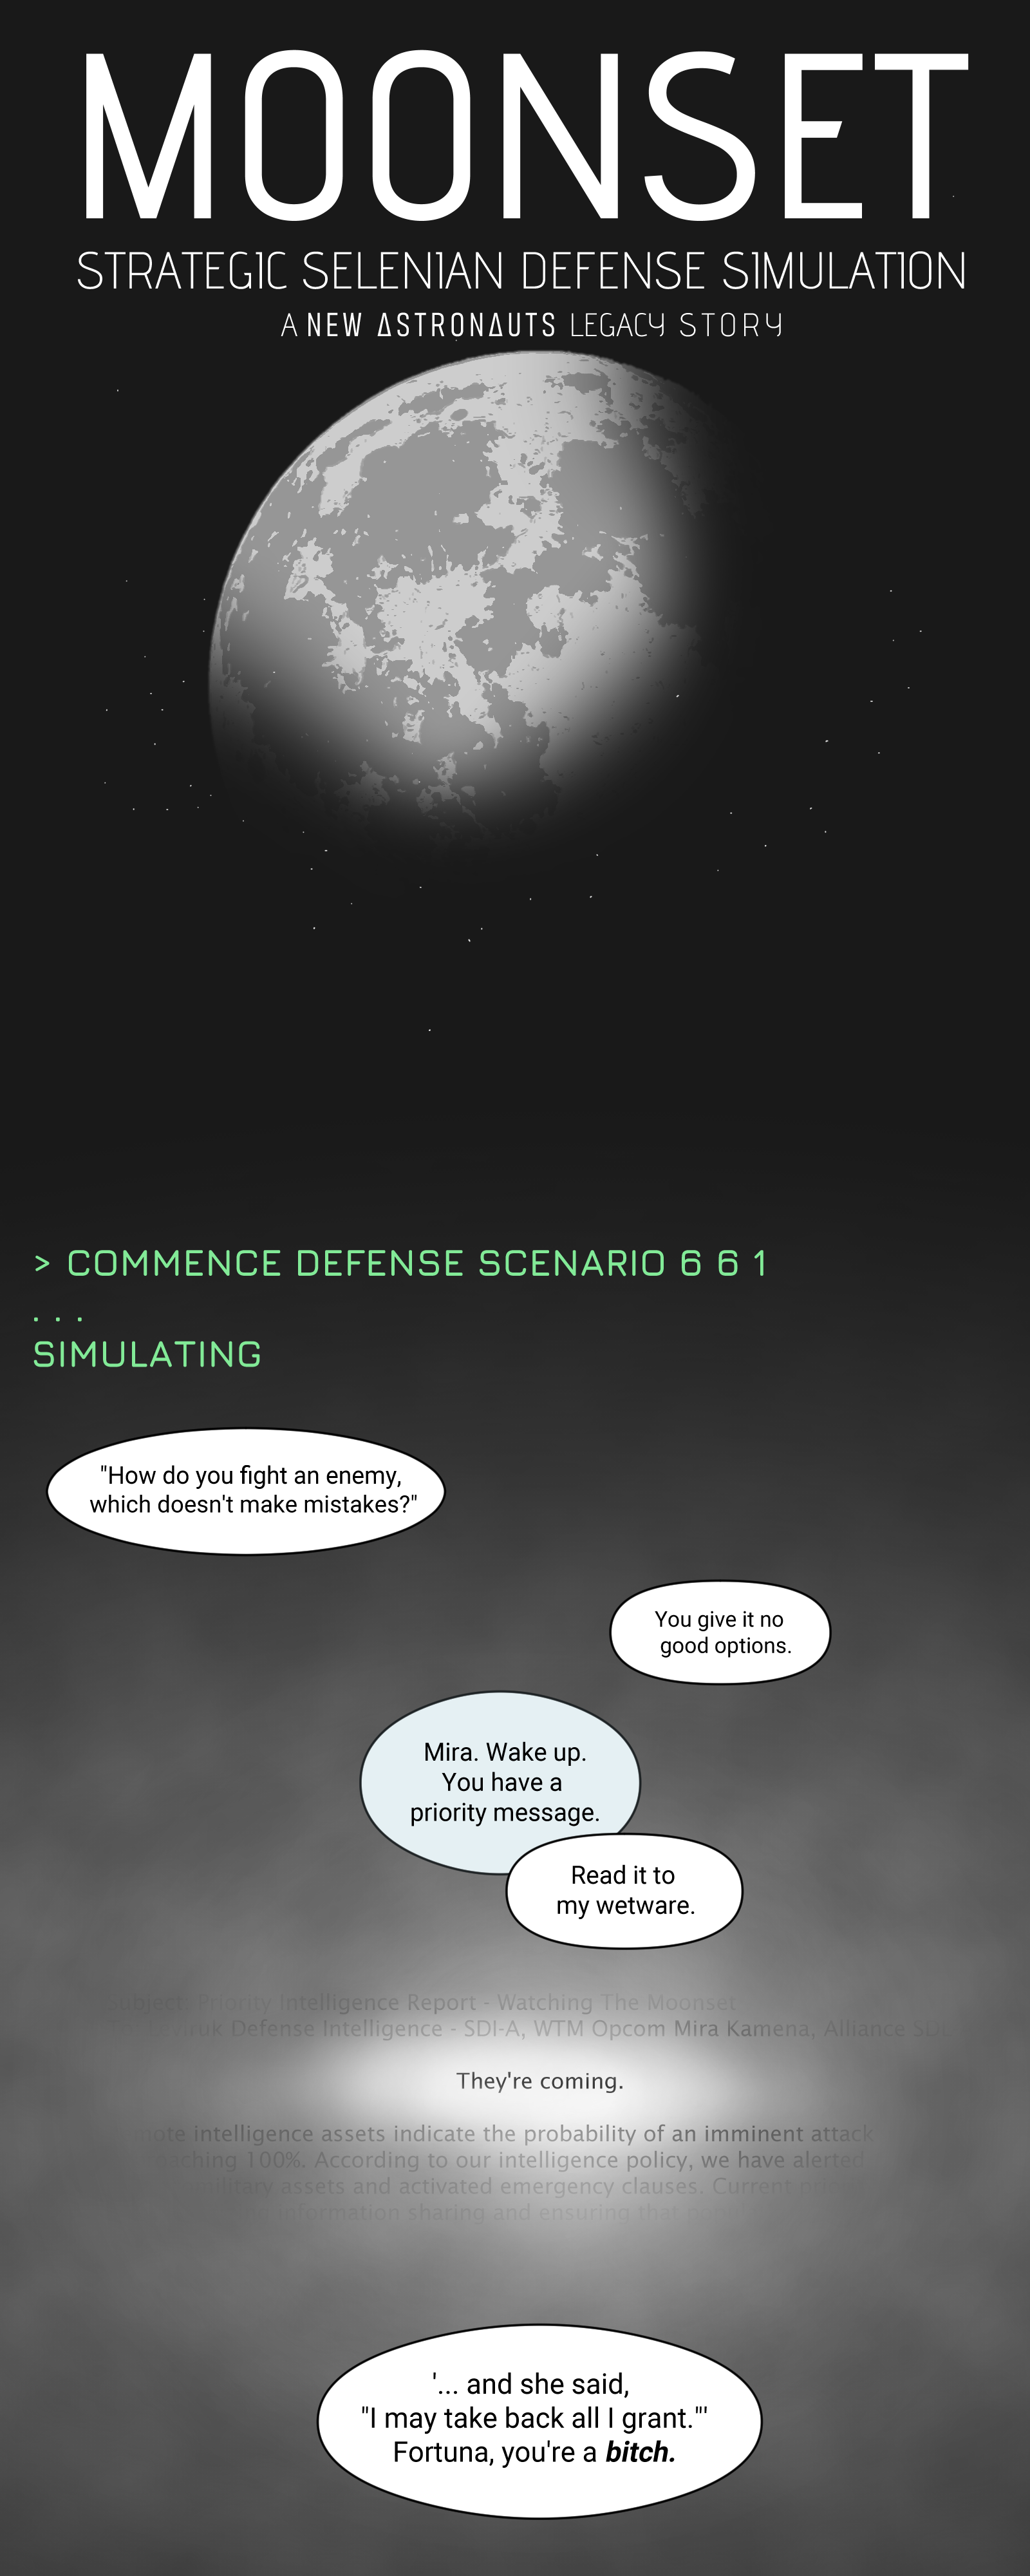 MOONSET
STRATEGIC SELENIAN DEFENSE SIMULATION
A NEW ASTRONAUTS LEGACY STORY
> COMMENCE DEFENSE SCENARIO 6 6 1
. . .
SIMULATING
"How do you fight an enemy,
which doesn't make mistakes?"
You give it no
good options.
Mira. Wake up.
You have a
priority message.
Read it to
my wetware.
Subject: Priority Intelligence Report - Watching The Moonset
Defense Intelligence - SDI-A, WTM Opcom Mira Kamena, Alliance
They're coming.
intelligence assets indicate the probability of an imminent attack
100%. According to our intelligence policy, we have alerted
assets and activated emergency clauses. Current
information sharing and ensuring that
'... and she said,
"I may take back all I grant."'
Fortuna, you're a bitch.